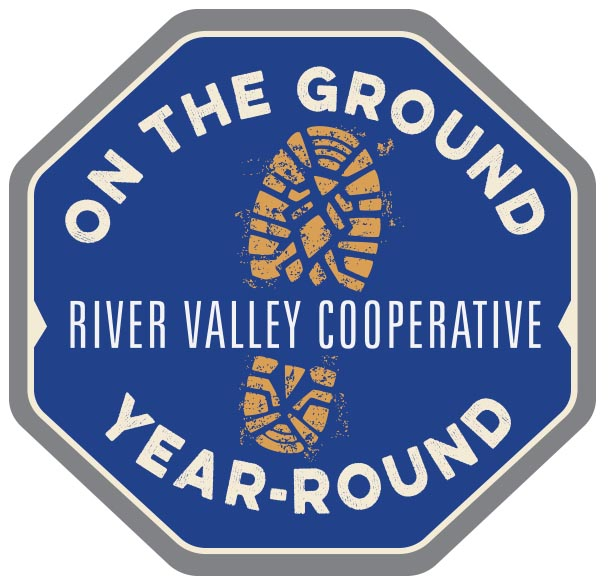 ON THE GROUND
RIVER VALLEY COOPERATIVE
YEAR-ROUND